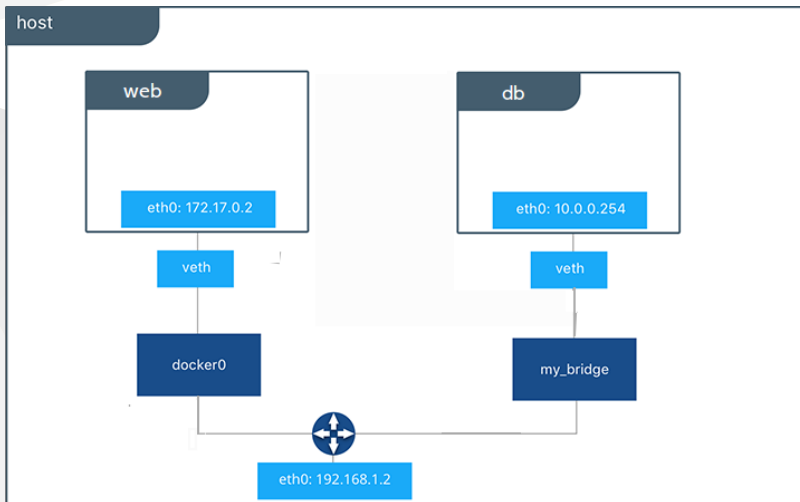 host
web
db
eth0: 172.17.0.2
eth0: 10.0.0.254
veth
veth
docker0
my_bridge
eth0: 192.168.1.2